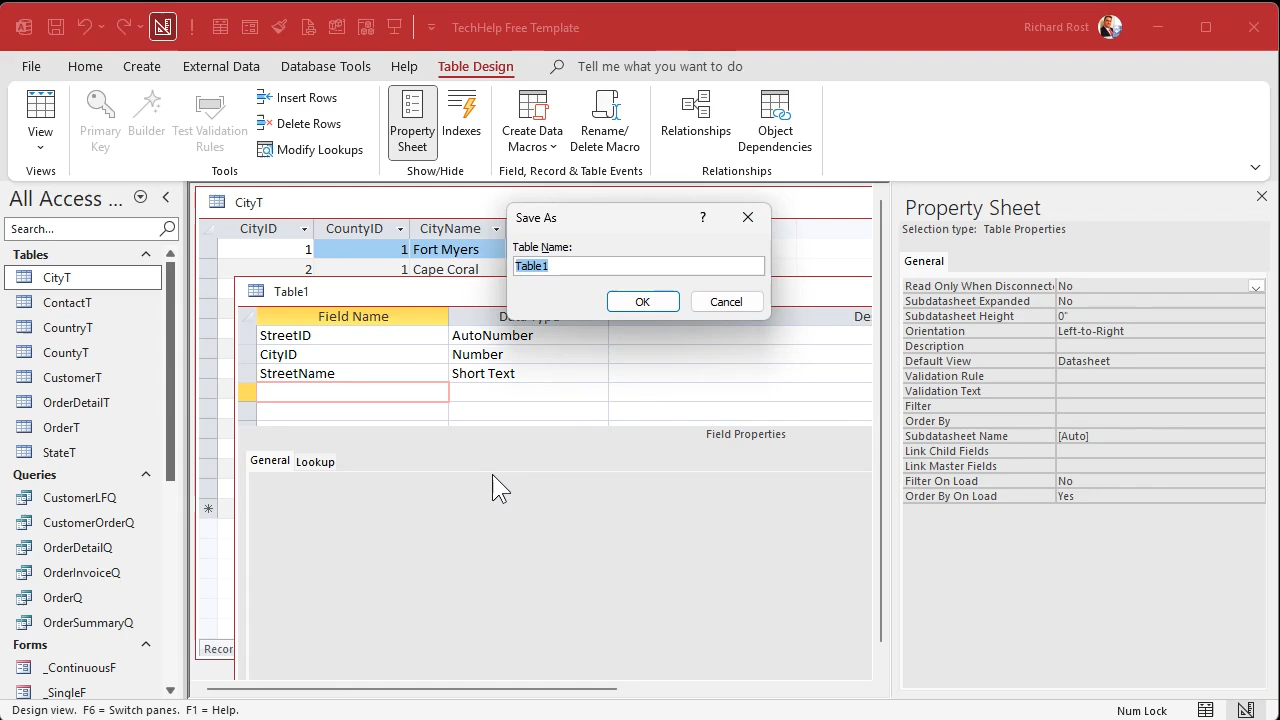 TechHelp Free Template
Richard Rost
File Home Create External Data Database Tools Help Table Design Tell me what you want to do
View
Views
Primary Key
Builder
Test Validation Rules
Insert Rows
Delete Rows
Modify Lookups
Tools
Property Sheet
Indexes
Show/Hide
Create Data Macros
Rename/ Delete Macro
Field, Record & Table Events
Relationships
Object Dependencies
Relationships
All Access ...
Search...
Tables
CityT
ContactT
CountryT
CountyT
CustomerT
OrderDetailT
OrderT
StateT
Queries
CustomerLFQ
CustomerOrderQ
OrderDetailQ
OrderInvoiceQ
OrderQ
OrderSummaryQ
Forms
_ContinuousF
_SingleF
CityT
CityID CountyID CityName
1 1 Fort Myers
2 1 Cape Coral
Recor
Table1
Field Name
StreetID AutoNumber
CityID Number
StreetName Short Text
Field Properties
General Lookup
Save As
?
Table Name:
Table1
OK Cancel
Property Sheet
Selection type: Table Properties
General
Read Only When Disconnecte No
Subdatasheet Expanded No
Subdatasheet Height 0"
Orientation Left-to-Right
Description
Default View Datasheet
Validation Rule
Validation Text
Filter
Order By
Subdatasheet Name [Auto]
Link Child Fields
Link Master Fields
Filter On Load No
Order By On Load Yes
Design view. F6 = Switch panes. F1 = Help.
Num Lock